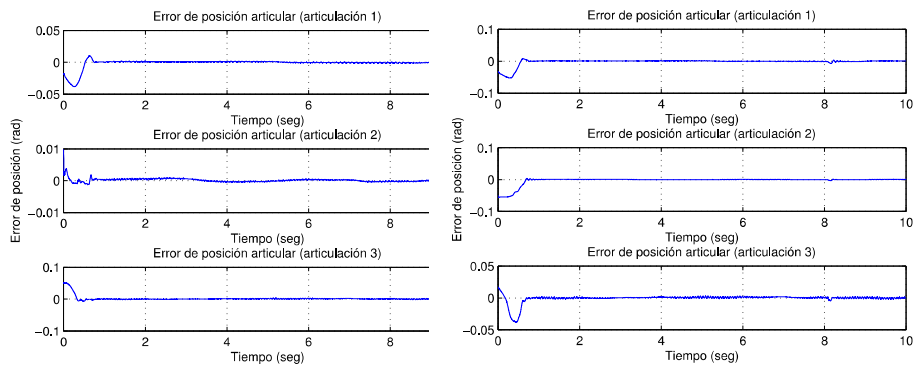 Error de posición articular (articulación 1)
0.05
0
−0.05
0 2 4 6 8
Tiempo (seg)
Error de posición articular (articulación 2)
0.01
0
−0.01
0 2 4 6 8
Tiempo (seg)
Error de posición articular (articulación 3)
0.1
0
−0.1
0 2 4 6 8
Tiempo (seg)
Error de posición (rad)
Error de posición articular (articulación 1)
0.1
0
−0.1
0 2 4 6 8 10
Tiempo (seg)
Error de posición articular (articulación 2)
0.1
0
−0.1
0 2 4 6 8 10
Tiempo (seg)
Error de posición articular (articulación 3)
0.05
0
−0.05
0 2 4 6 8 10
Tiempo (seg)
Error de posición (rad)